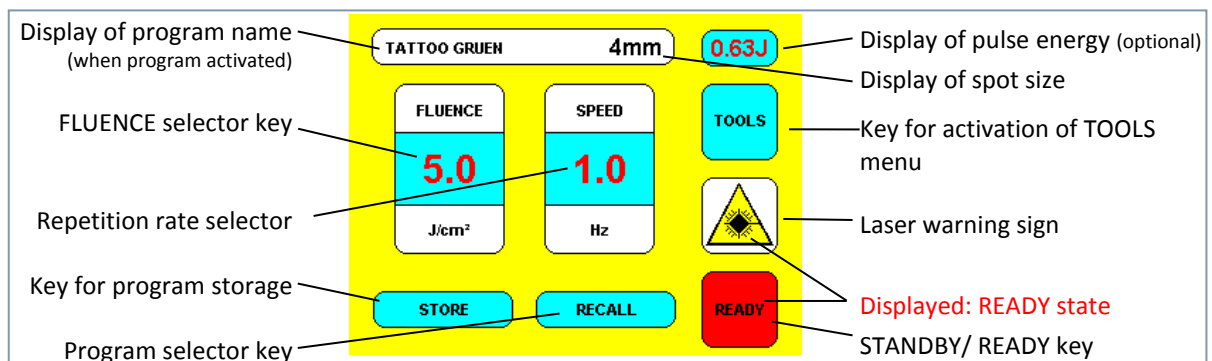 Display of program name
(when program activated)
FLUENCE selector key
Repetition rate selector
Key for program storage
Program selector key
TATTOO GRUEN 4mm
0.63J
FLUENCE
5.0
J/cm²
SPEED
1.0
Hz
TOOLS
READY
STORE
RECALL
Display of pulse energy (optional)
Display of spot size
Key for activation of TOOLS
menu
Laser warning sign
Displayed: READY state
STANDBY/ READY key